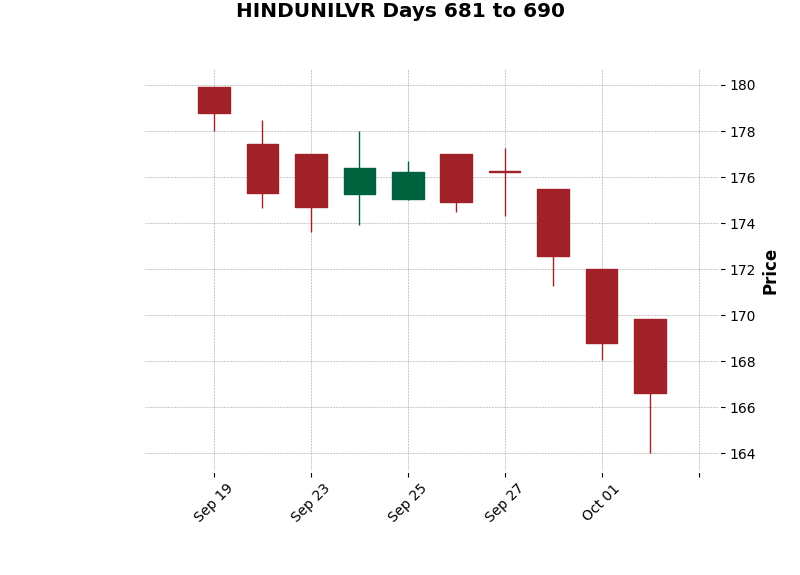 HINDUNILVR Days 681 to 690
180
178
176
174
172
170
168
166
164
Price
Sep 19
Sep 23
Sep 25
Sep 27
Oct 01